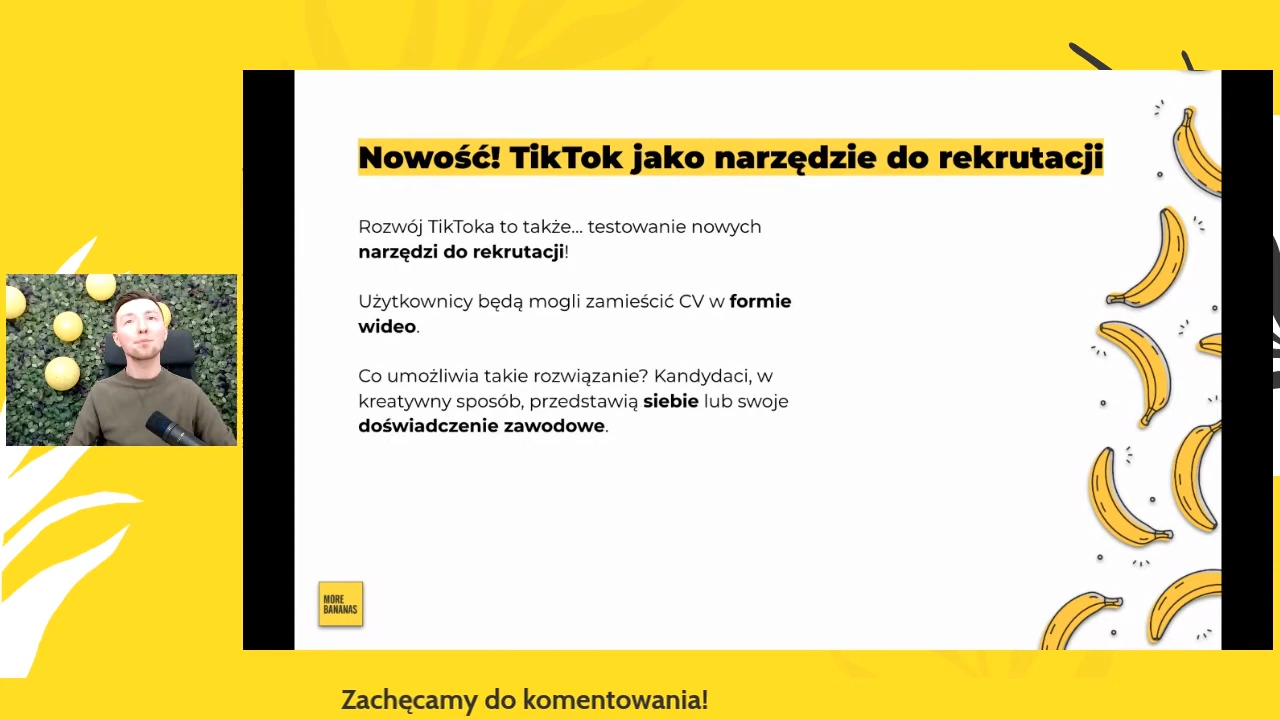 Nowość! TikTok jako narzędzie do rekrutacji
Rozwój TikToka to także... testowanie nowych
narzędzi do rekrutacji!
Użytkownicy będą mogli zamieścić CV w formie
wideo.
Co umożliwia takie rozwiązanie? Kandydaci, w
kreatywny sposób, przedstawią siebie lub swoje
doświadczenie zawodowe.
MORE
BANANAS
Zachęcamy do komentowania!